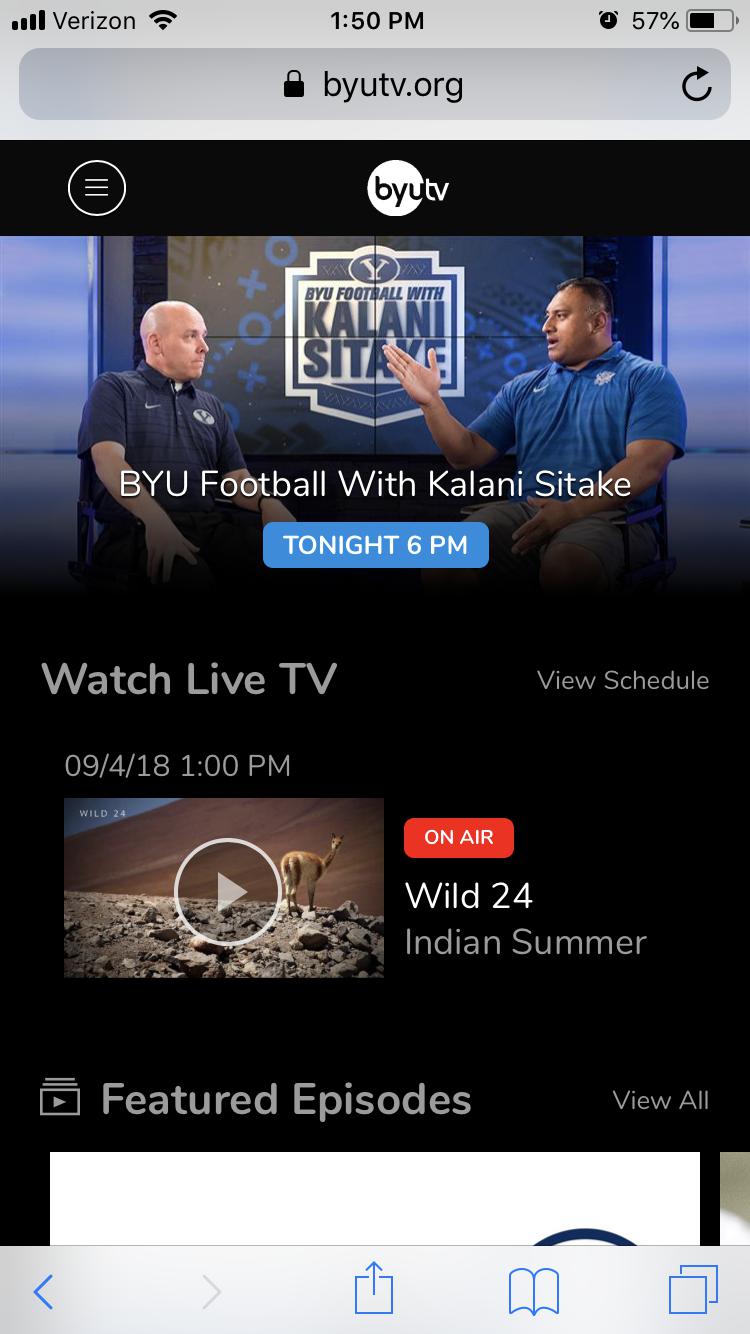 Verizon 1:50 PM 57%
byutv.org
byutv
BYU FOOTBALL WITH
KALANI
SITAKE
BYU Football With Kalani Sitake
TONIGHT 6 PM
Watch Live TV View Schedule
09/4/18 1:00 PM
WILD 24
ON AIR
Wild 24
Indian Summer
Featured Episodes View All